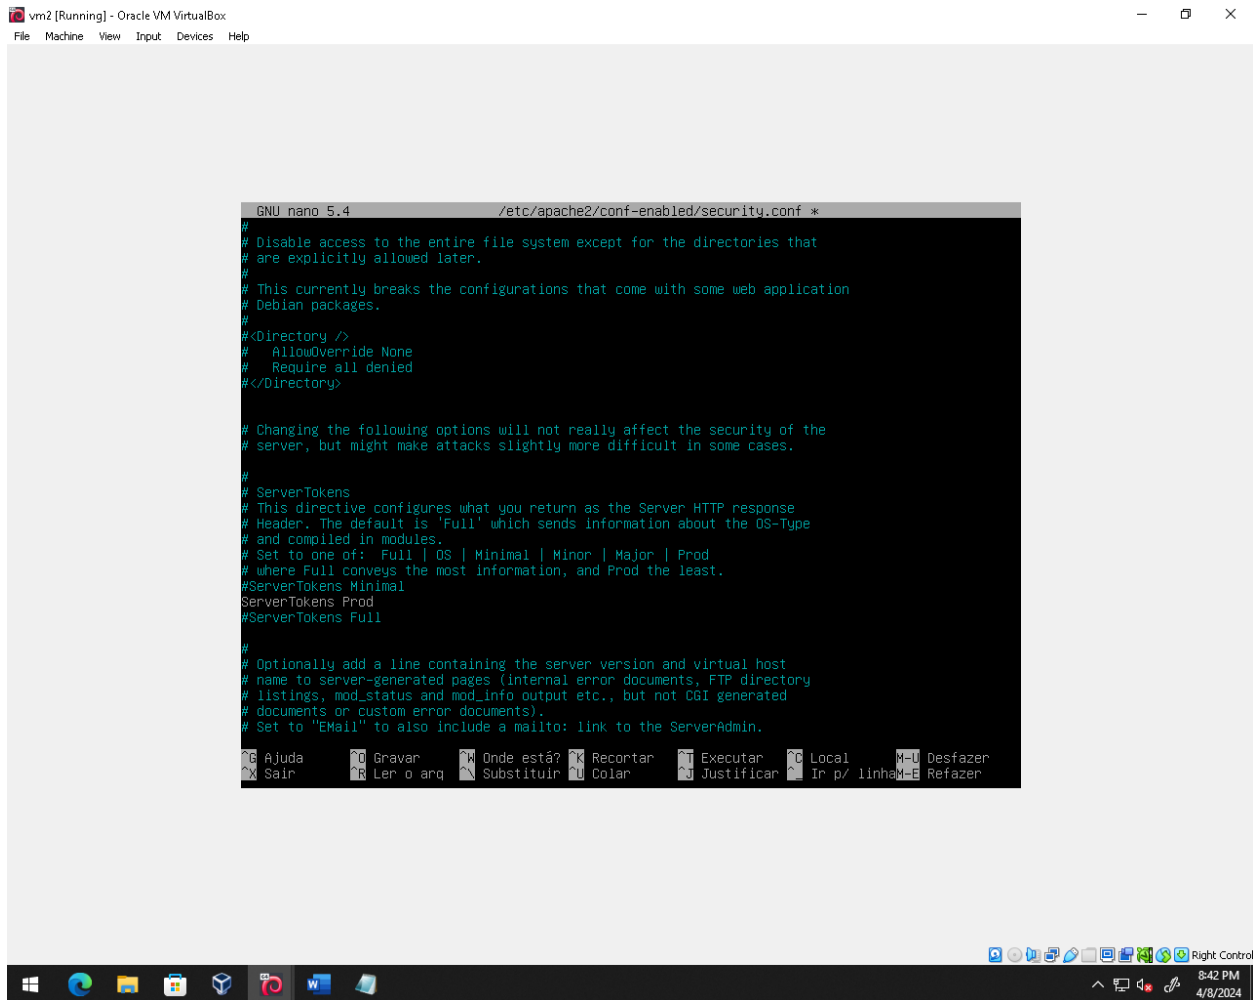 vm2 [Running] - Oracle VM VirtualBox
File Machine View Input Devices Help
GNU nano 5.4 /etc/apache2/conf-enabled/security.conf *
#
# Disable access to the entire file system except for the directories that
# are explicitly allowed later.
#
# This currently breaks the configurations that come with some web application
# Debian packages.
#
#<Directory />
#   AllowOverride None
#   Require all denied
#</Directory>
# Changing the following options will not really affect the security of the
# server, but might make attacks slightly more difficult in some cases.
#
# ServerTokens
# This directive configures what you return as the Server HTTP response
# Header. The default is 'Full' which sends information about the OS-Type
# and compiled in modules.
# Set to one of:  Full | OS | Minimal | Minor | Major | Prod
# where Full conveys the most information, and Prod the least.
#ServerTokens Minimal
ServerTokens Prod
#ServerTokens Full
#
# Optionally add a line containing the server version and virtual host
# name to server-generated pages (internal error documents, FTP directory
# listings, mod_status and mod_info output etc., but not CGI generated
# documents or custom error documents).
# Set to "EMail" to also include a mailto: link to the ServerAdmin.
^G Ajuda ^O Gravar ^W Onde está? ^K Recortar ^T Executar ^C Local M-U Desfazer
^X Sair ^R Ler o arq ^\ Substituir ^U Colar ^J Justificar ^_ Ir p/ linha M-E Refazer
Right Control
8:42 PM
4/8/2024